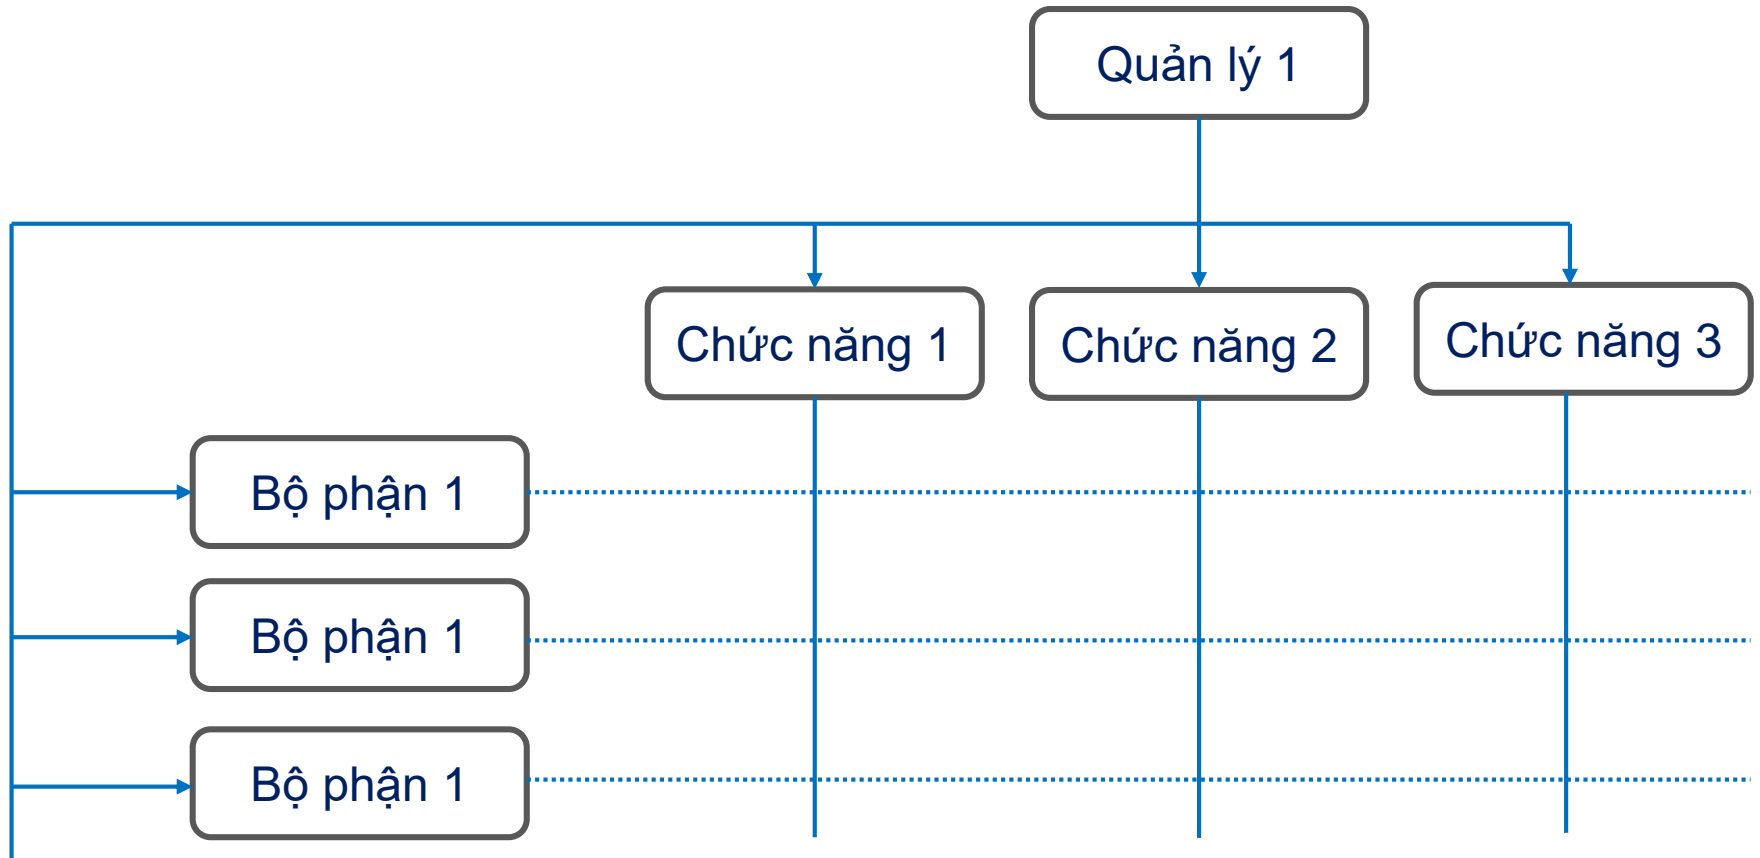 Quản lý 1
Chức năng 1
Chức năng 2
Chức năng 3
Bộ phận 1
Bộ phận 1
Bộ phận 1